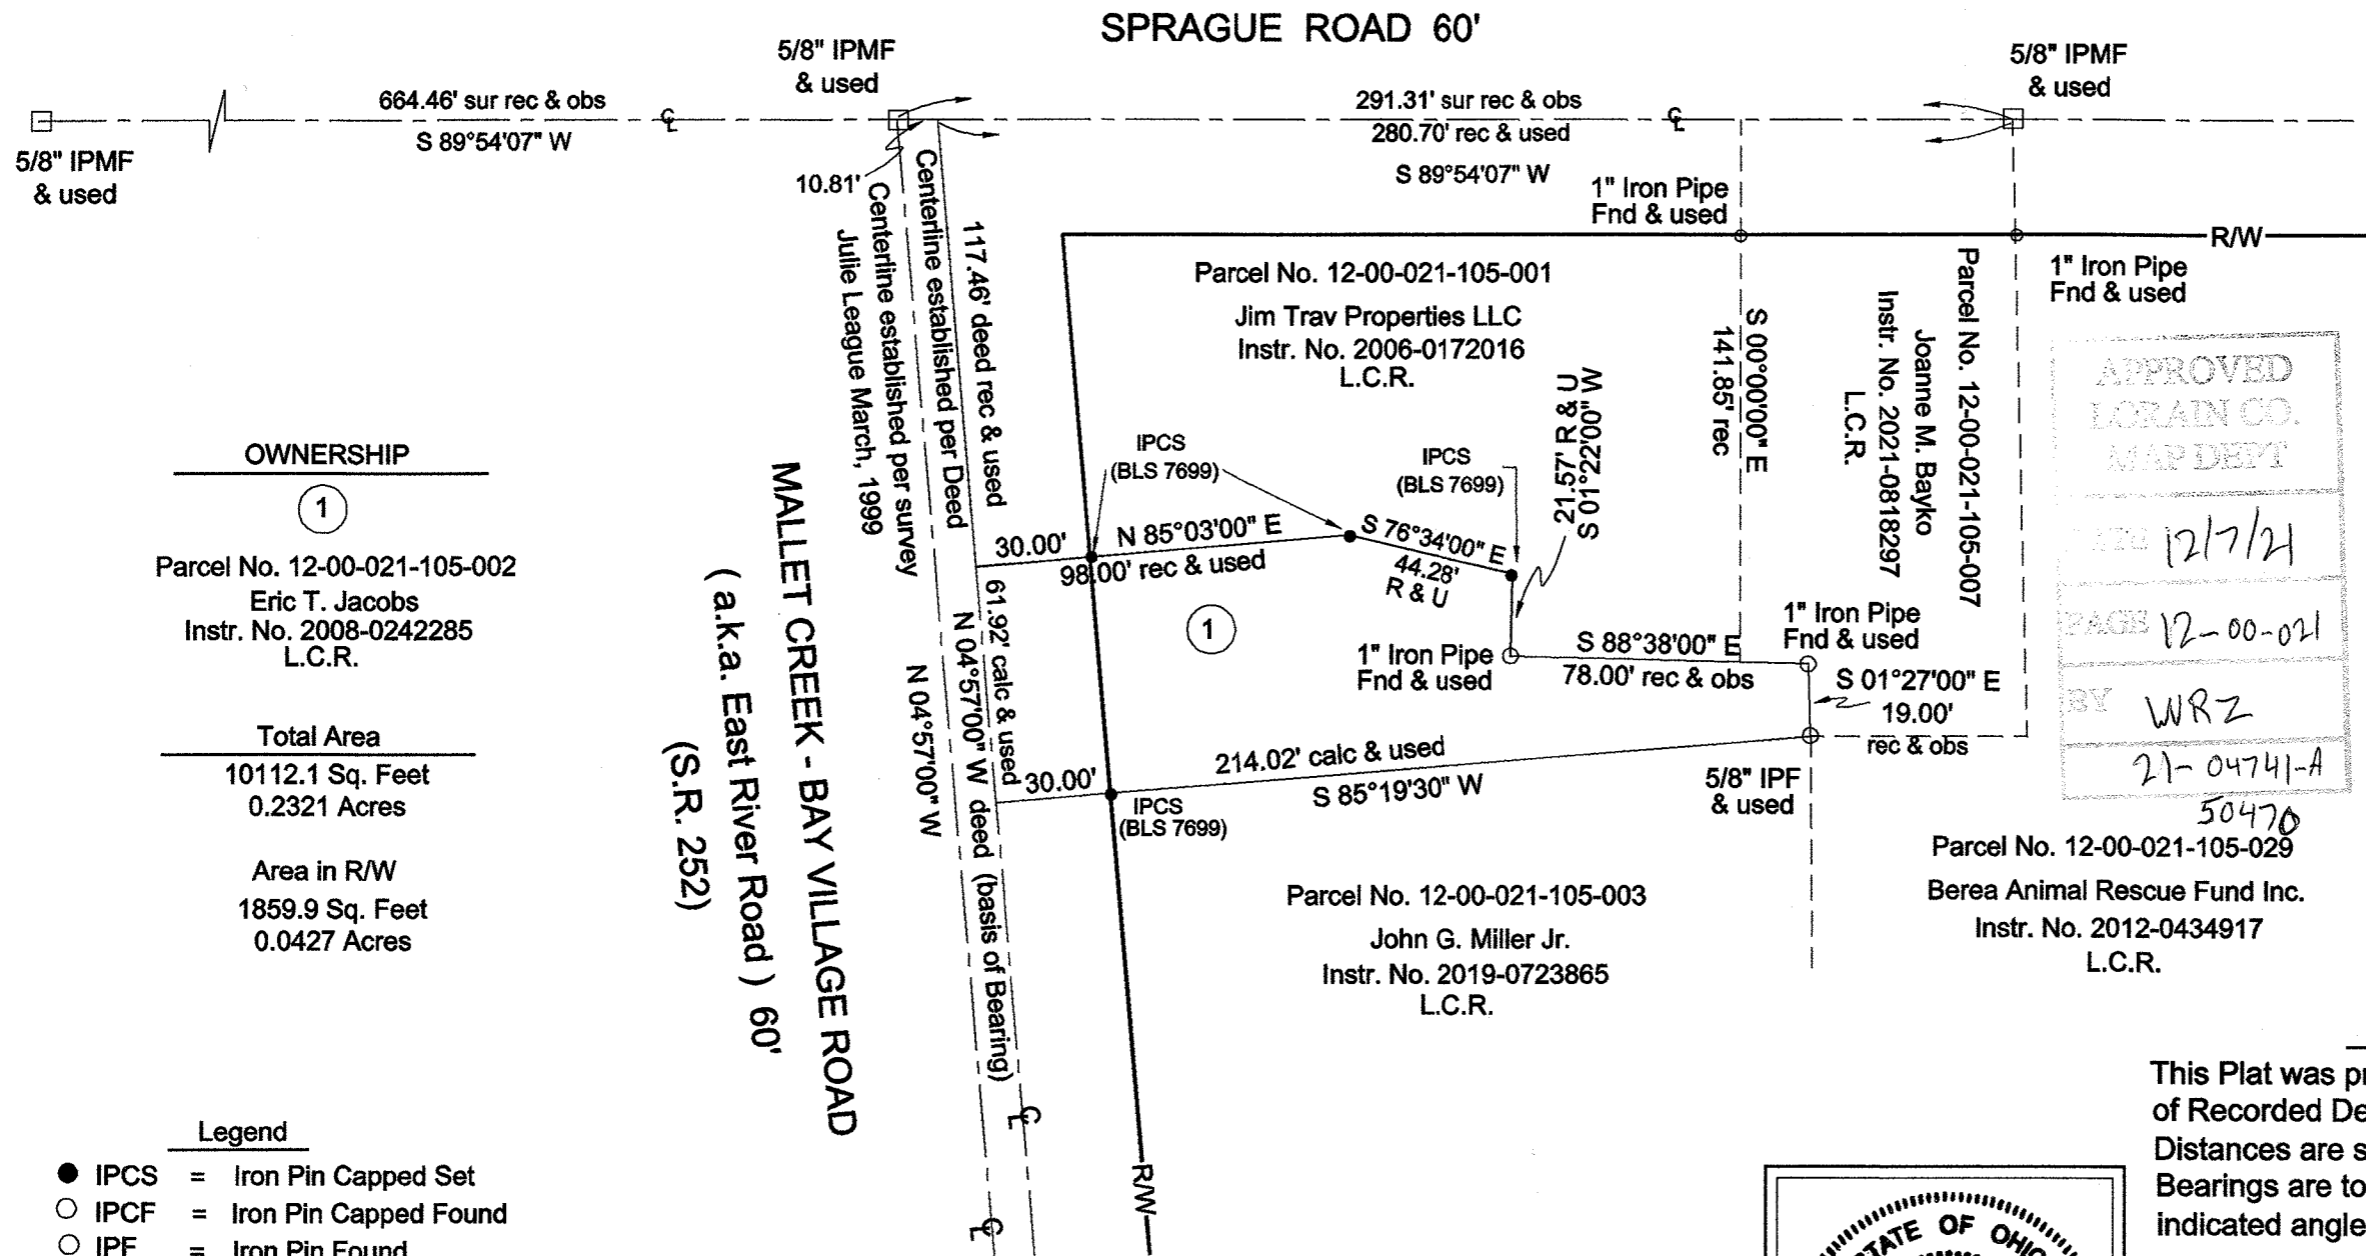 SPRAGUE ROAD 60'
5/8" IPMF
& used
5/8" IPMF
& used
664.46' sur rec & obs
S 89°54'07" W
5/8" IPMF
& used
291.31' sur rec & obs
280.70' rec & used
S 89°54'07" W
10.81'
1" Iron Pipe
Fnd & used
R/W
1" Iron Pipe
Fnd & used
Centerline established per Deed
117.46' deed rec & used
Centerline established per survey
Julie League March, 1999
Parcel No. 12-00-021-105-001
Jim Trav Properties LLC
Instr. No. 2006-0172016
L.C.R.
S 00°00'00" E
141.85' rec
Parcel No. 12-00-021-105-007
Joanne M. Bayko
Instr. No. 2021-0818297
L.C.R.
APPROVED
LORAIN CO.
MAP DEPT
12/7/21
PAGE 12-00-021
BY WRZ
21-04741-A
50470
OWNERSHIP
1
Parcel No. 12-00-021-105-002
Eric T. Jacobs
Instr. No. 2008-0242285
L.C.R.
Total Area
10112.1 Sq. Feet
0.2321 Acres
Area in R/W
1859.9 Sq. Feet
0.0427 Acres
MALLET CREEK - BAY VILLAGE ROAD
( a.k.a. East River Road ) 60'
(S.R. 252)
IPCS
(BLS 7699)
IPCS
(BLS 7699)
21.57' R & U
S 01°22'00" W
30.00'
N 85°03'00" E
98.00' rec & used
S 76°34'00" E
44.28'
R & U
1
61.92' calc & used
N 04°57'00" W deed (basis of Bearing)
N 04°57'00" W
1" Iron Pipe
Fnd & used
S 88°38'00" E
78.00' rec & obs
1" Iron Pipe
Fnd & used
S 01°27'00" E
19.00'
rec & obs
30.00'
214.02' calc & used
S 85°19'30" W
IPCS
(BLS 7699)
5/8" IPF
& used
Parcel No. 12-00-021-105-003
John G. Miller Jr.
Instr. No. 2019-0723865
L.C.R.
Parcel No. 12-00-021-105-029
Berea Animal Rescue Fund Inc.
Instr. No. 2012-0434917
L.C.R.
R/W
Legend
IPCS = Iron Pin Capped Set
IPCF = Iron Pin Capped Found
IPF = Iron Pin Found
This Plat was
of Recorded
Distances are
Bearings are to
indicated angle
STATE OF OHIO